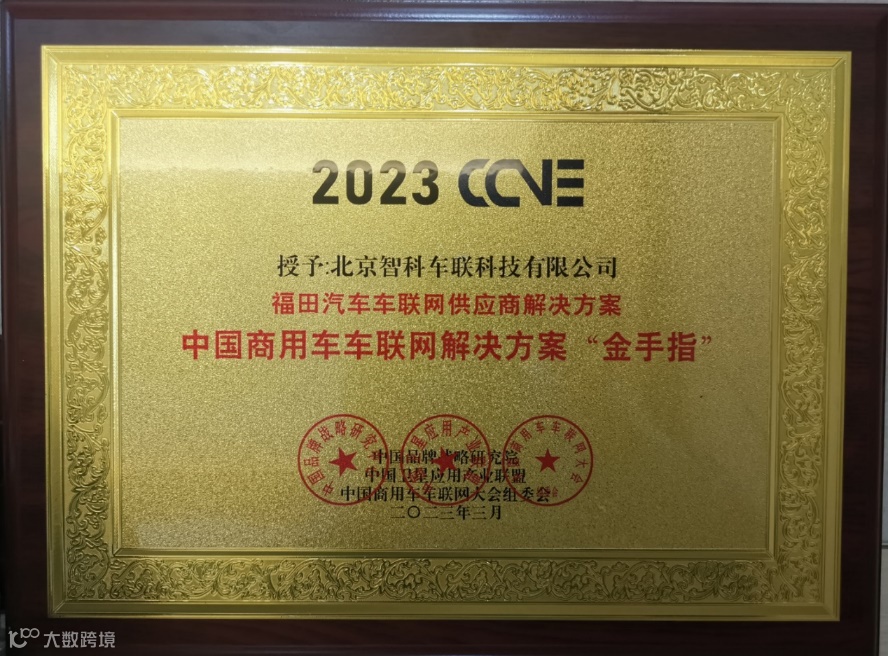 2023 CCVE
授予:北京智科车联科技有限公司
福田汽车车联网供应商解决方案
中国商用车车联网解决方案“金手指”
中国品牌战略研究院
中国卫星应用产业联盟
中国商用车车联网大会组委会
二〇二三年三月
大数跨境